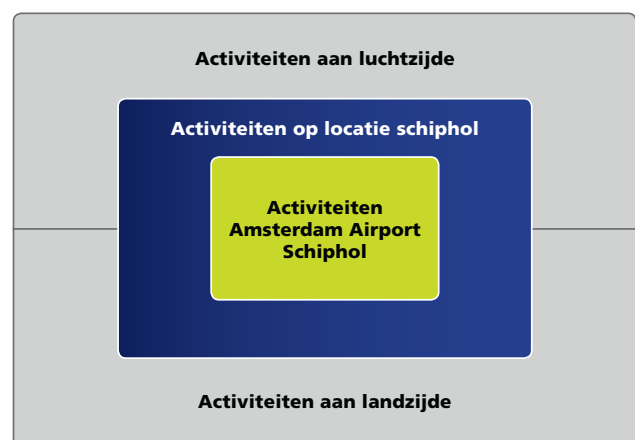 Activiteiten aan luchtzijde
Activiteiten op locatie schiphol
Activiteiten
Amsterdam Airport
Schiphol
Activiteiten aan landzijde